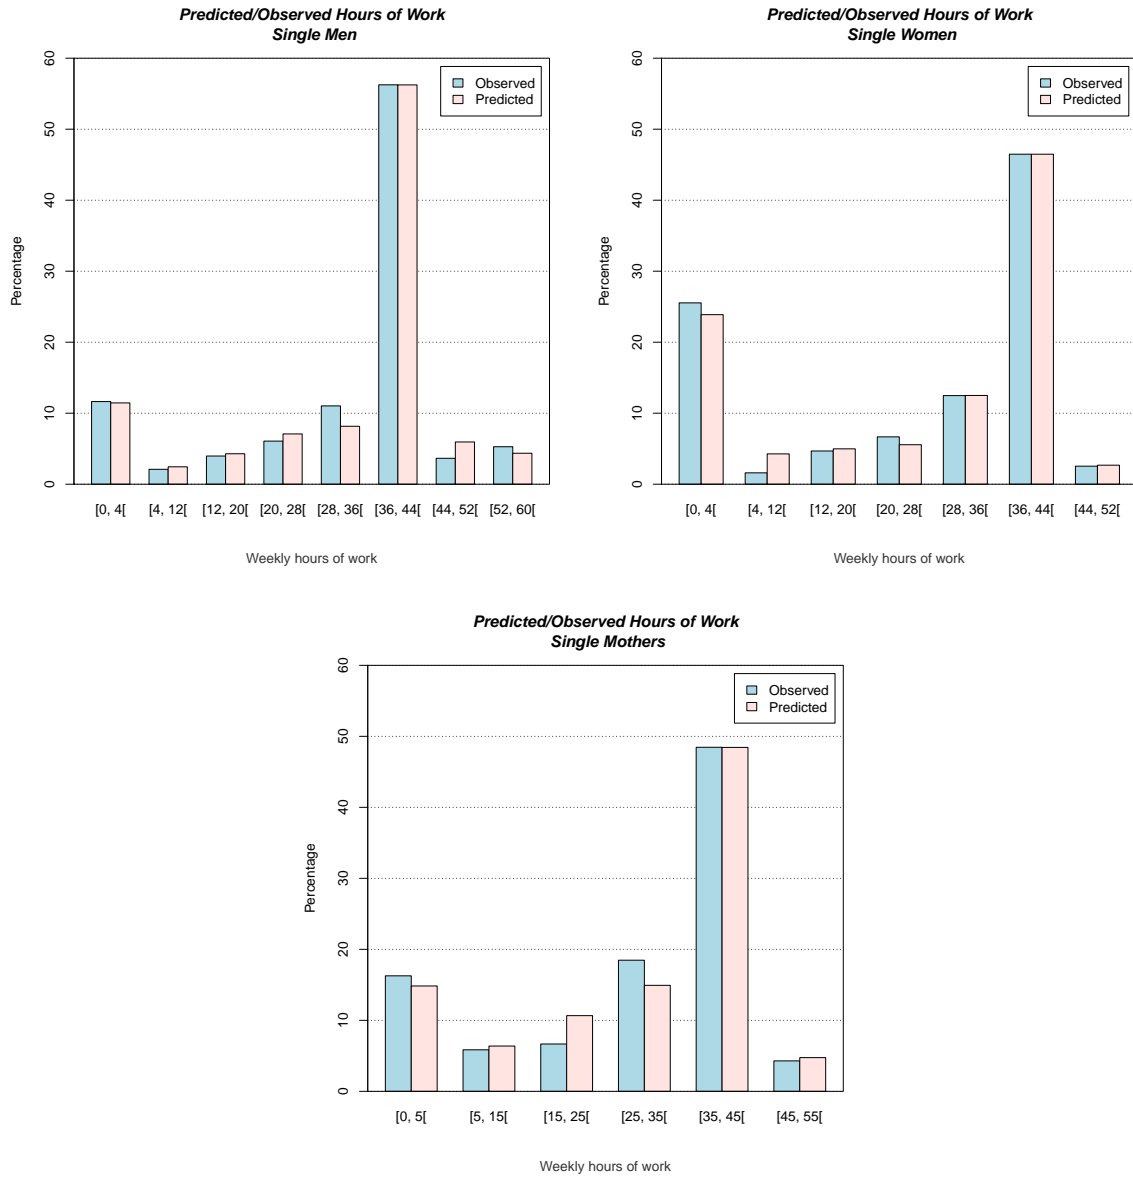 Predicted/Observed Hours of Work
Single Men
Percentage
60
50
40
30
20
10
0
Observed
Predicted
[0, 4[ [4, 12[ [12, 20[ [20, 28[ [28, 36[ [36, 44[ [44, 52[ [52, 60[
Weekly hours of work
Predicted/Observed Hours of Work
Single Women
Percentage
60
50
40
30
20
10
0
Observed
Predicted
[0, 4[ [4, 12[ [12, 20[ [20, 28[ [28, 36[ [36, 44[ [44, 52[
Weekly hours of work
Predicted/Observed Hours of Work
Single Mothers
Percentage
60
50
40
30
20
10
0
Observed
Predicted
[0, 5[ [5, 15[ [15, 25[ [25, 35[ [35, 45[ [45, 55[
Weekly hours of work